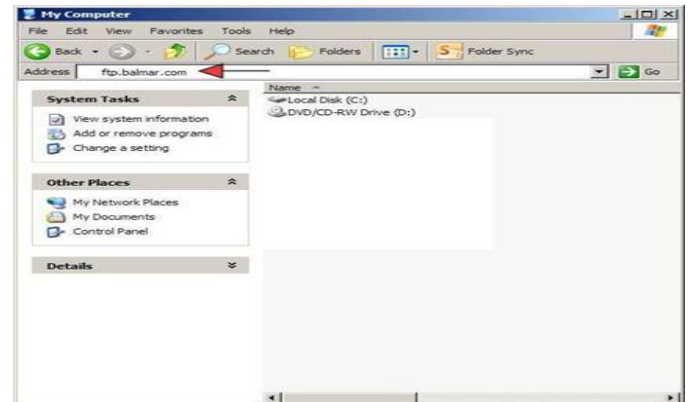 My Computer
File Edit View Favorites Tools Help
Back Search Folders Folder Sync
Address ftp.balmar.com Go
Name
System Tasks
Local Disk (C:)
DVD/CD-RW Drive (D:)
View system information
Add or remove programs
Change a setting
Other Places
My Network Places
My Documents
Control Panel
Details